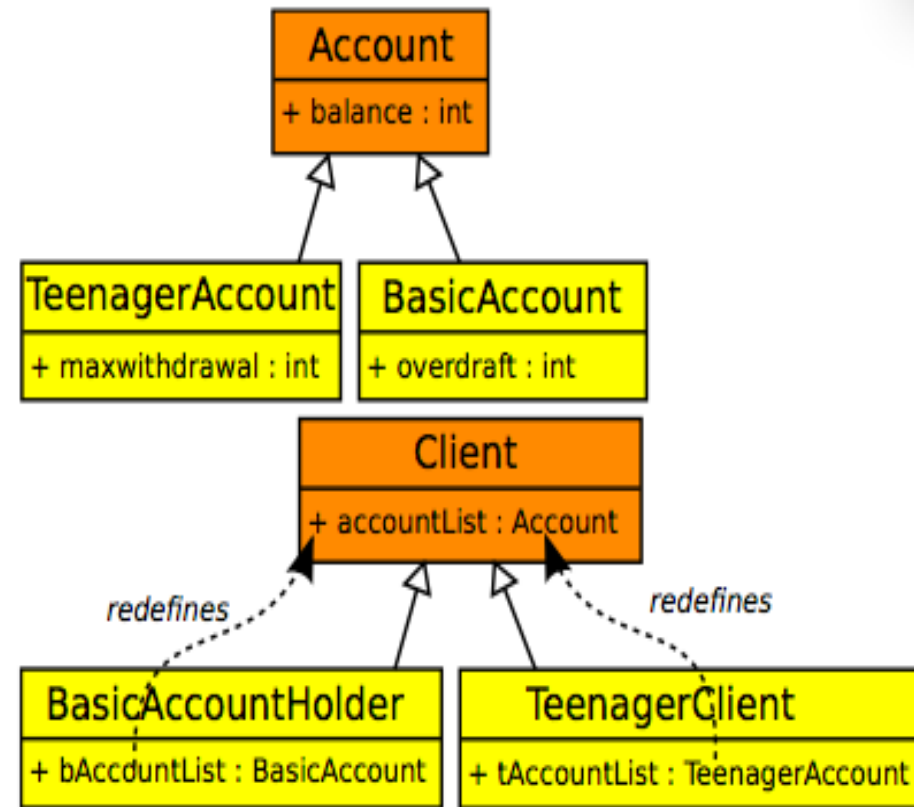 Account
+ balance : int
TeenagerAccount
+ maxwithdrawal : int
BasicAccount
+ overdraft : int
Client
+ accountList : Account
redefines
redefines
BasicAccountHolder
+ bAccountList : BasicAccount
TeenagerClient
+ tAccountList : TeenagerAccount